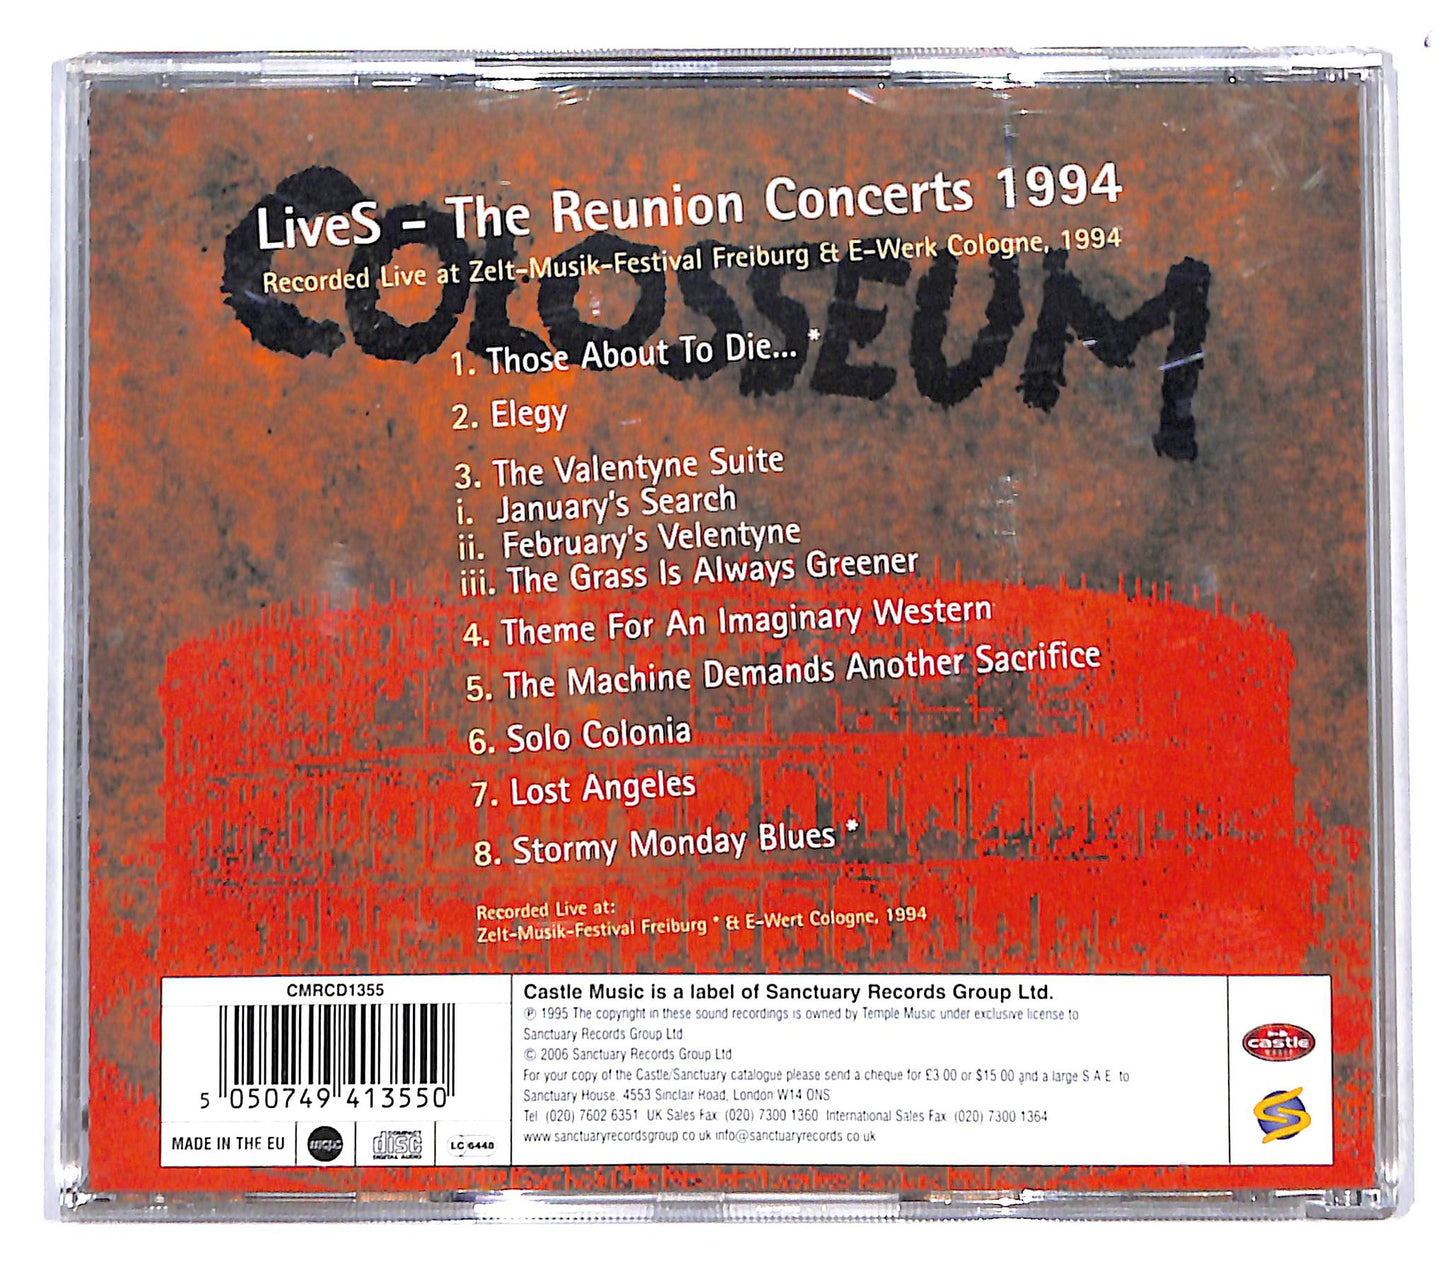 COLOSSEUM
LiveS - The Reunion Concerts 1994
Recorded Live at Zelt-Musik-Festival Freiburg & E-Werk Cologne, 1994
1. Those About To Die... *
2. Elegy
3. The Valentyne Suite
i. January's Search
ii. February's Velentyne
iii. The Grass Is Always Greener
4. Theme For An Imaginary Western
5. The Machine Demands Another Sacrifice
6. Solo Colonia
7. Lost Angeles
8. Stormy Monday Blues *
Recorded Live at:
Zelt-Musik-Festival Freiburg * & E-Wert Cologne, 1994
CMRCD1355
5 050749 413550
MADE IN THE EU
mcps
COMPACT
disc
DIGITAL AUDIO
LC 6448
Castle Music is a label of Sanctuary Records Group Ltd.
℗ 1995 The copyright in these sound recordings is owned by Temple Music under exclusive license to
Sanctuary Records Group Ltd
© 2006 Sanctuary Records Group Ltd
For your copy of the Castle/Sanctuary catalogue please send a cheque for £3 00 or $15 00 and a large S.A.E. to
Sanctuary House, 4553 Sinclair Road, London W14 0NS
Tel (020) 7602 6351 UK Sales Fax (020) 7300 1360 International Sales Fax (020) 7300 1364
www.sanctuaryrecordsgroup.co.uk info@sanctuaryrecords.co.uk
castle
MUSIC